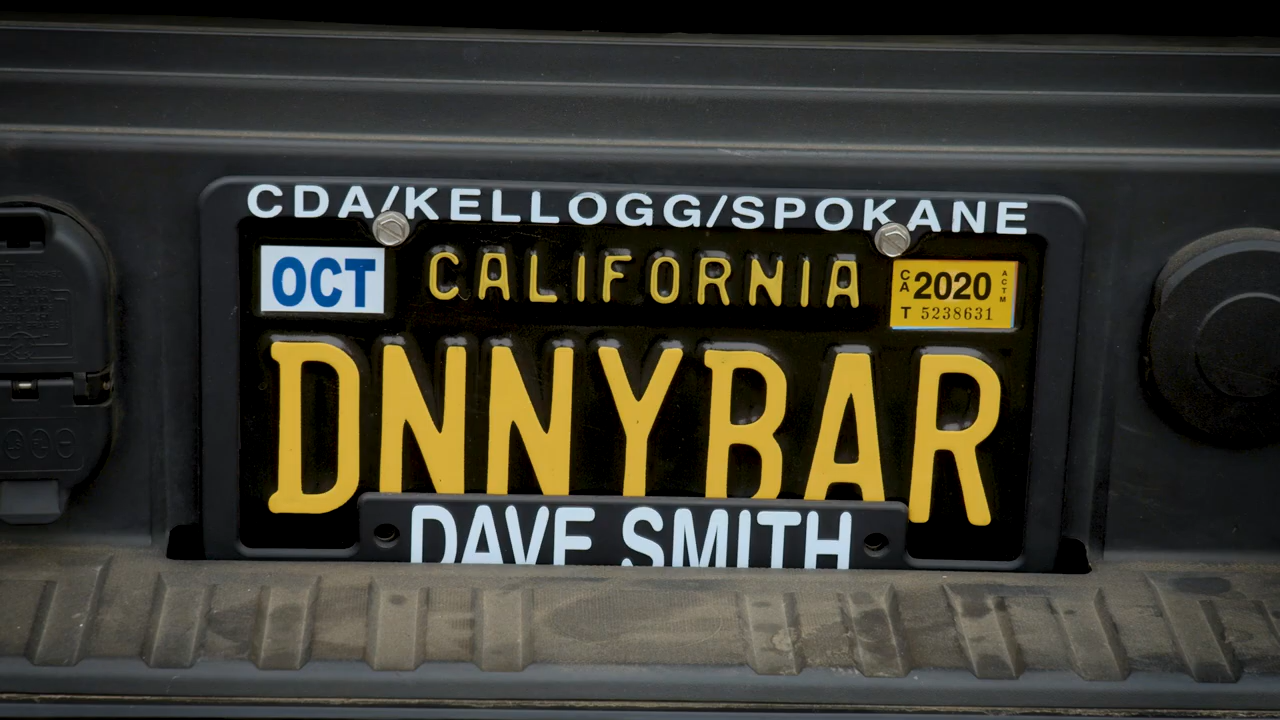 CDA/KELLOGG/SPOKANE
OCT
CALIFORNIA
CA 2020 ACTM
T 5238631
DNNYBAR
DAVE SMITH